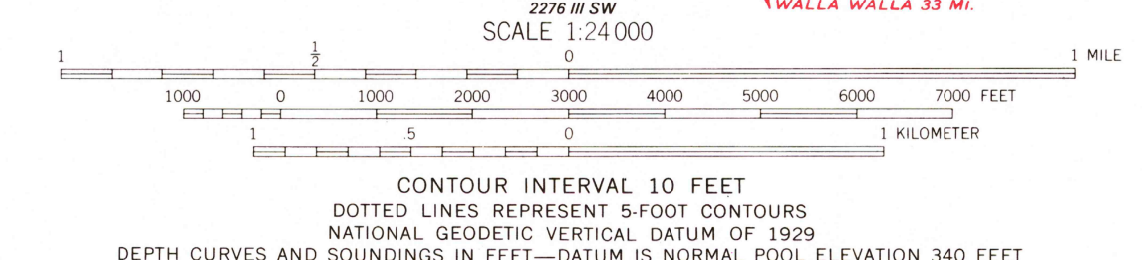 2276 III SW
WALLA WALLA 33 MI.
SCALE 1:24 000
1 1/2 0 1 MILE
1000 0 1000 2000 3000 4000 5000 6000 7000 FEET
1 .5 0 1 KILOMETER
CONTOUR INTERVAL 10 FEET
DOTTED LINES REPRESENT 5-FOOT CONTOURS
NATIONAL GEODETIC VERTICAL DATUM OF 1929
DEPTH CURVES AND SOUNDINGS IN FEET—DATUM IS NORMAL POOL ELEVATION 340 FEET